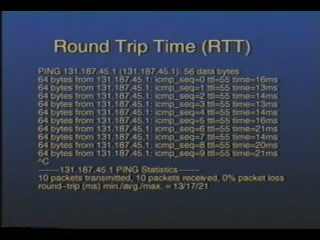 Round Trip Time (RTT)
PING 131.187.45.1 (131.187.45.1): 56 data bytes
64 bytes from 131.187.45.1: icmp_seq=0 ttl=55 time=16ms
64 bytes from 131.187.45.1: icmp_seq=1 ttl=55 time=13ms
64 bytes from 131.187.45.1: icmp_seq=2 ttl=55 time=14ms
64 bytes from 131.187.45.1: icmp_seq=3 ttl=55 time=13ms
64 bytes from 131.187.45.1: icmp_seq=4 ttl=55 time=14ms
64 bytes from 131.187.45.1: icmp_seq=5 ttl=55 time=16ms
64 bytes from 131.187.45.1: icmp_seq=6 ttl=55 time=21ms
64 bytes from 131.187.45.1: icmp_seq=7 ttl=55 time=14ms
64 bytes from 131.187.45.1: icmp_seq=8 ttl=55 time=20ms
64 bytes from 131.187.45.1: icmp_seq=9 ttl=55 time=21ms
^C
-------131.187.45.1 PING Statistics------
10 packets transmitted, 10 packets received, 0% packet loss
round-trip (ms) min./avg./max. = 13/17/21